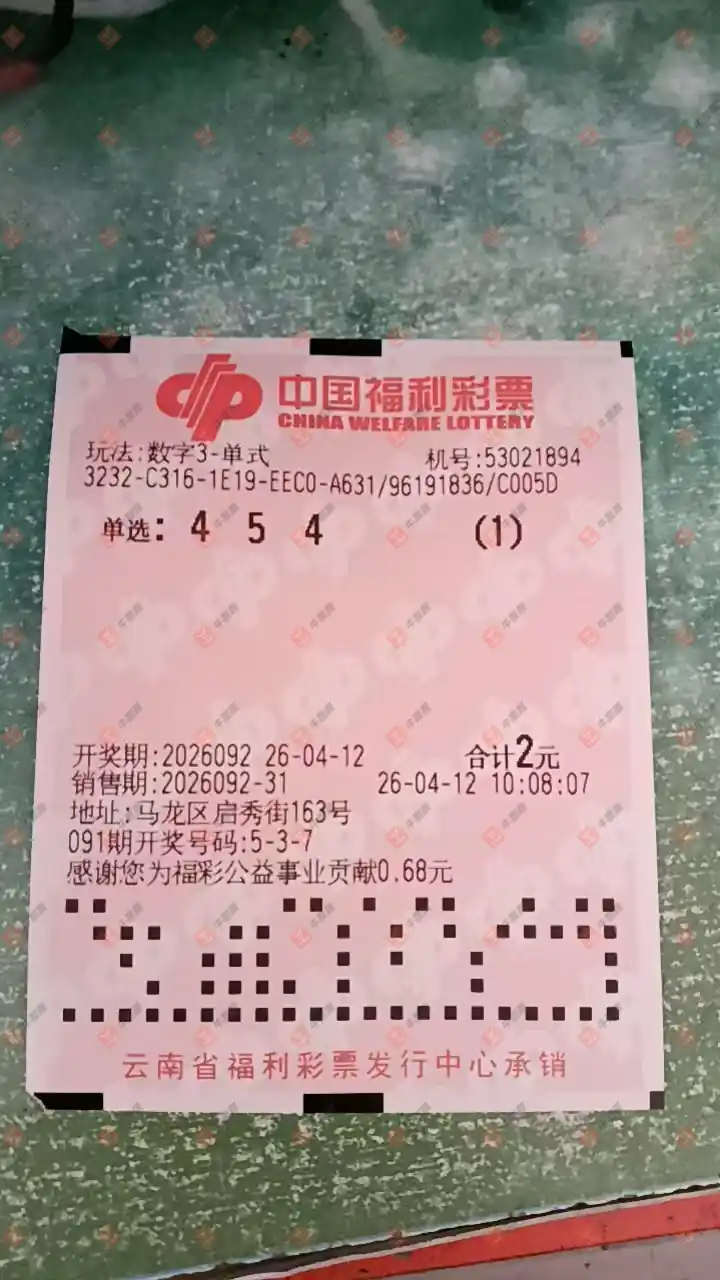 中国福利彩票
CHINA WELFARE LOTTERY
玩法:数字3-单式 机号:53021894
3232-C316-1E19-EEC0-A631/96191836/C005D
单选: 4 5 4 (1)
开奖期:2026092 26-04-12 合计2元
销售期:2026092-31 26-04-12 10:08:07
地址:马龙区启秀街163号
091期开奖号码:5-3-7
感谢您为福彩公益事业贡献0.68元
云南省福利彩票发行中心承销